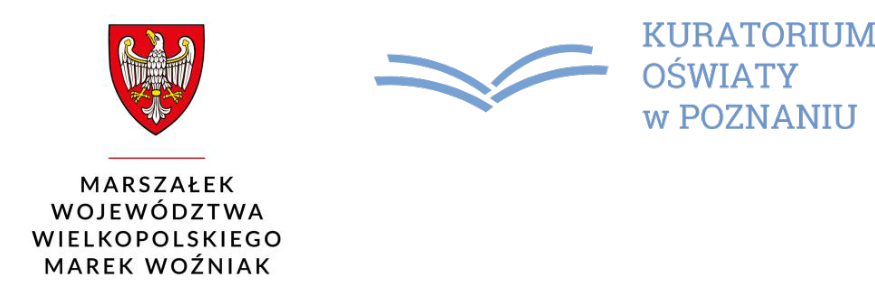 MARSZAŁEK
WOJEWÓDZTWA
WIELKOPOLSKIEGO
MAREK WOŹNIAK
KURATORIUM
OŚWIATY
w POZNANIU